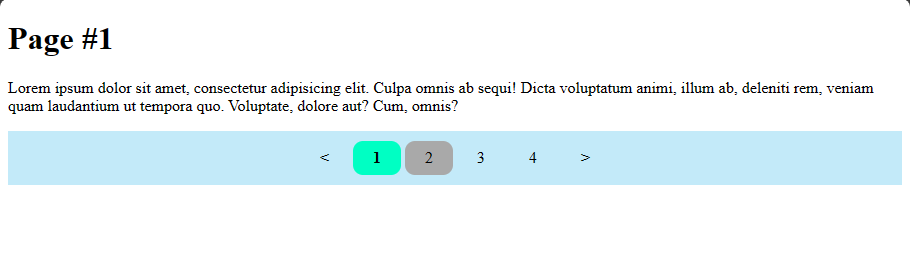 Page #1
Lorem ipsum dolor sit amet, consectetur adipisicing elit. Culpa omnis ab sequi! Dicta voluptatum animi, illum ab, deleniti rem, veniam
quam laudantium ut tempora quo. Voluptate, dolore aut? Cum, omnis?
< 1 2 3 4 >